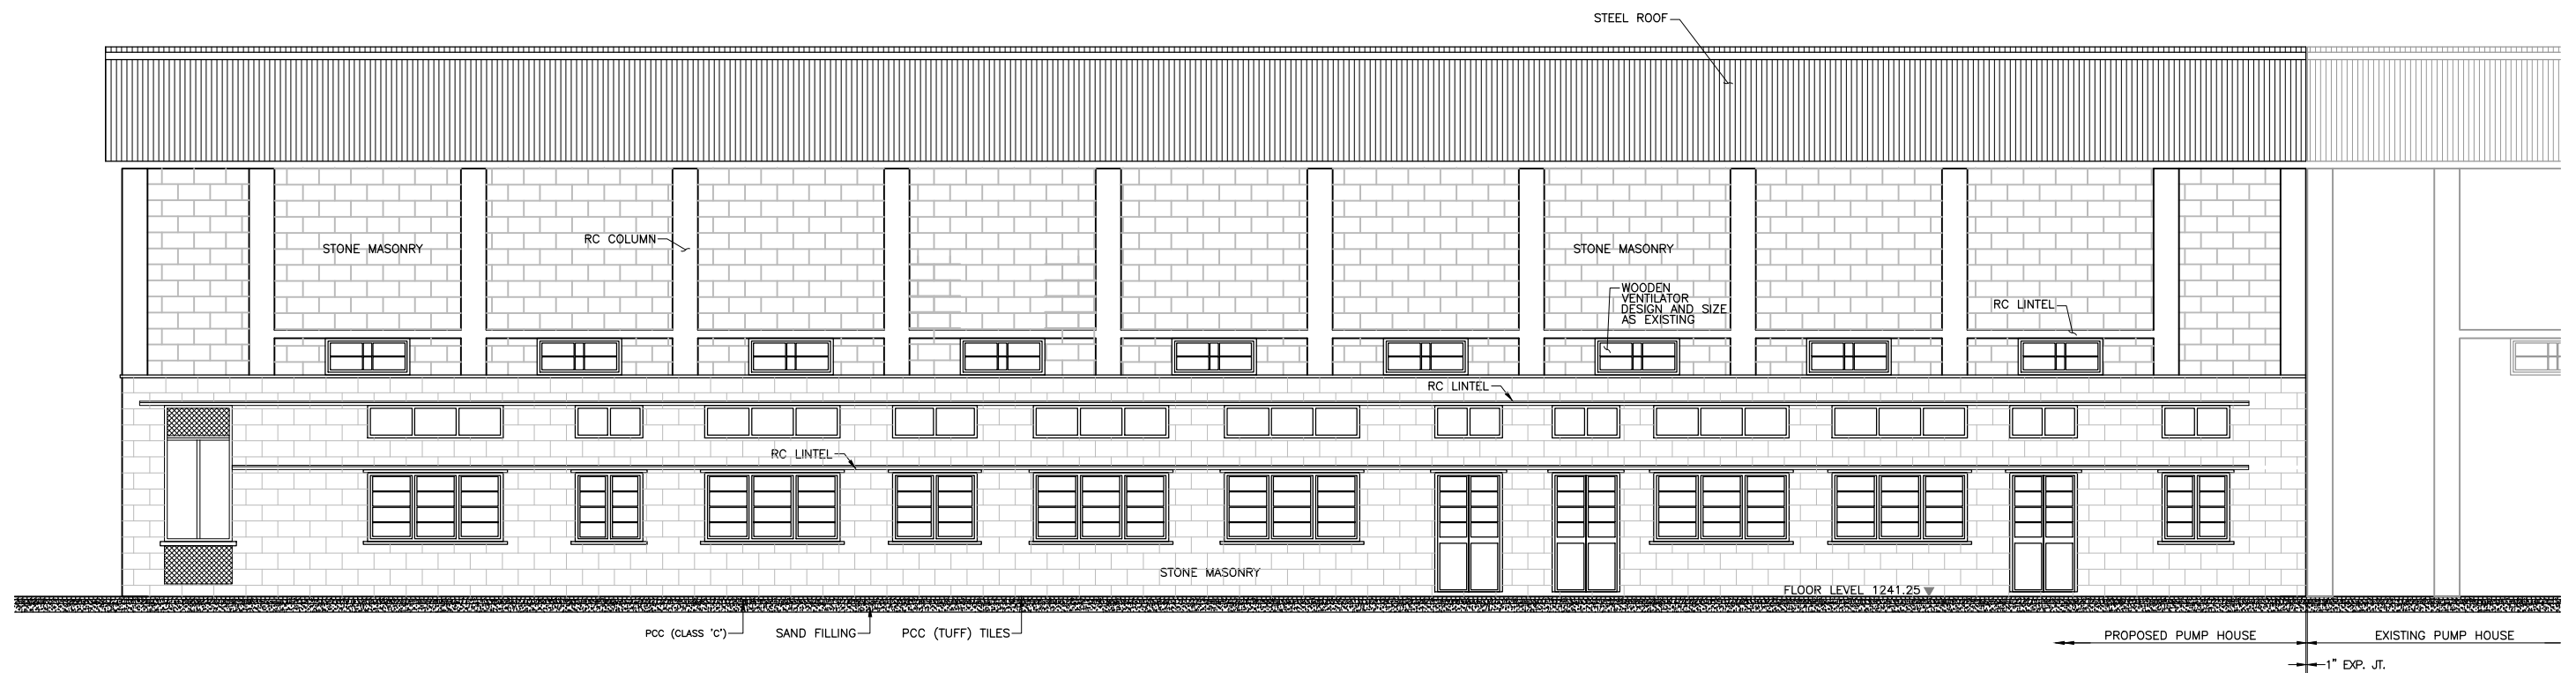 STEEL ROOF
STONE MASONRY
RC COLUMN
STONE MASONRY
WOODEN
VENTILATOR
DESIGN AND SIZE
AS EXISTING
RC LINTEL
RC LINTEL
RC LINTEL
STONE MASONRY
FLOOR LEVEL 1241.25
PCC (CLASS 'C')
SAND FILLING
PCC (TUFF) TILES
PROPOSED PUMP HOUSE
EXISTING PUMP HOUSE
1" EXP. JT.